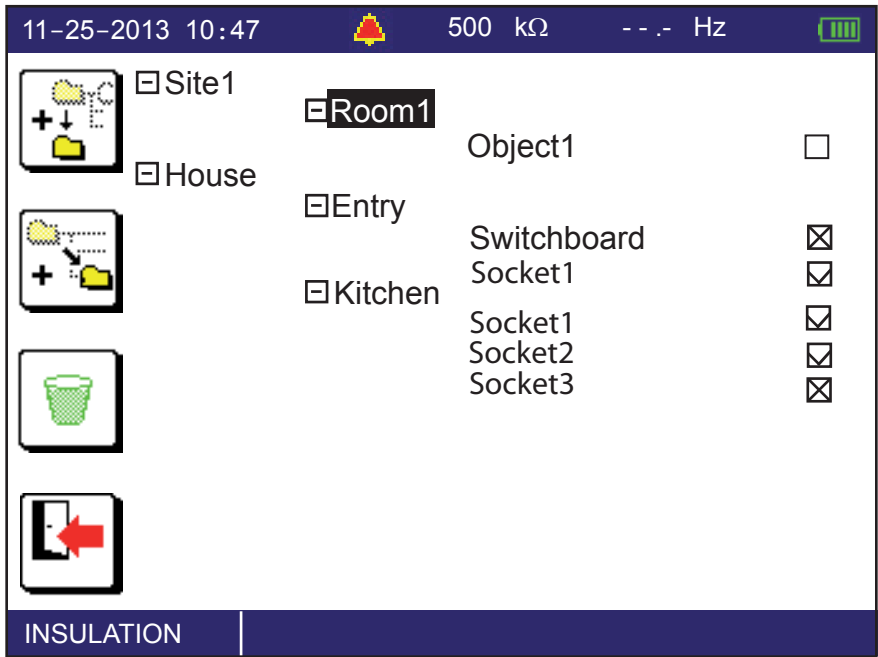 11-25-2013 10:47 500 kΩ - - .- Hz
Site1
Room1
Object1
House
Entry
Switchboard
Socket1
Kitchen
Socket1
Socket2
Socket3
INSULATION